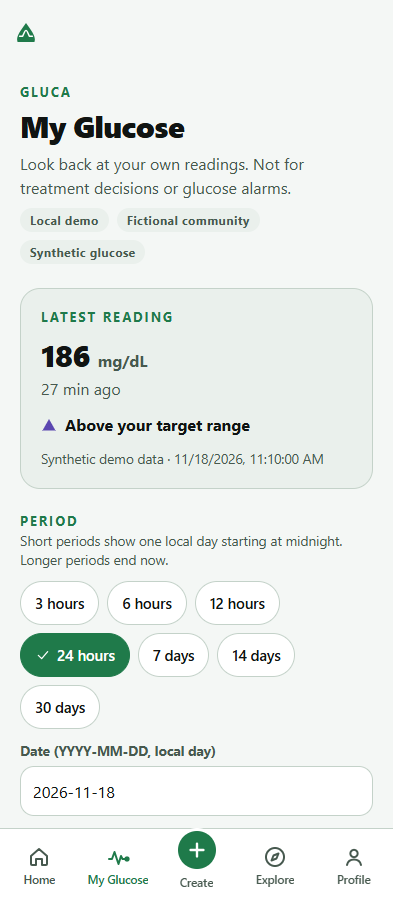 GLUCA
My Glucose
Look back at your own readings. Not for
treatment decisions or glucose alarms.
Local demo
Fictional community
Synthetic glucose
LATEST READING
186 mg/dL
27 min ago
Above your target range
Synthetic demo data · 11/18/2026, 11:10:00 AM
PERIOD
Short periods show one local day starting at midnight.
Longer periods end now.
3 hours
6 hours
12 hours
24 hours
7 days
14 days
30 days
Date (YYYY-MM-DD, local day)
2026-11-18
Home
My Glucose
Create
Explore
Profile